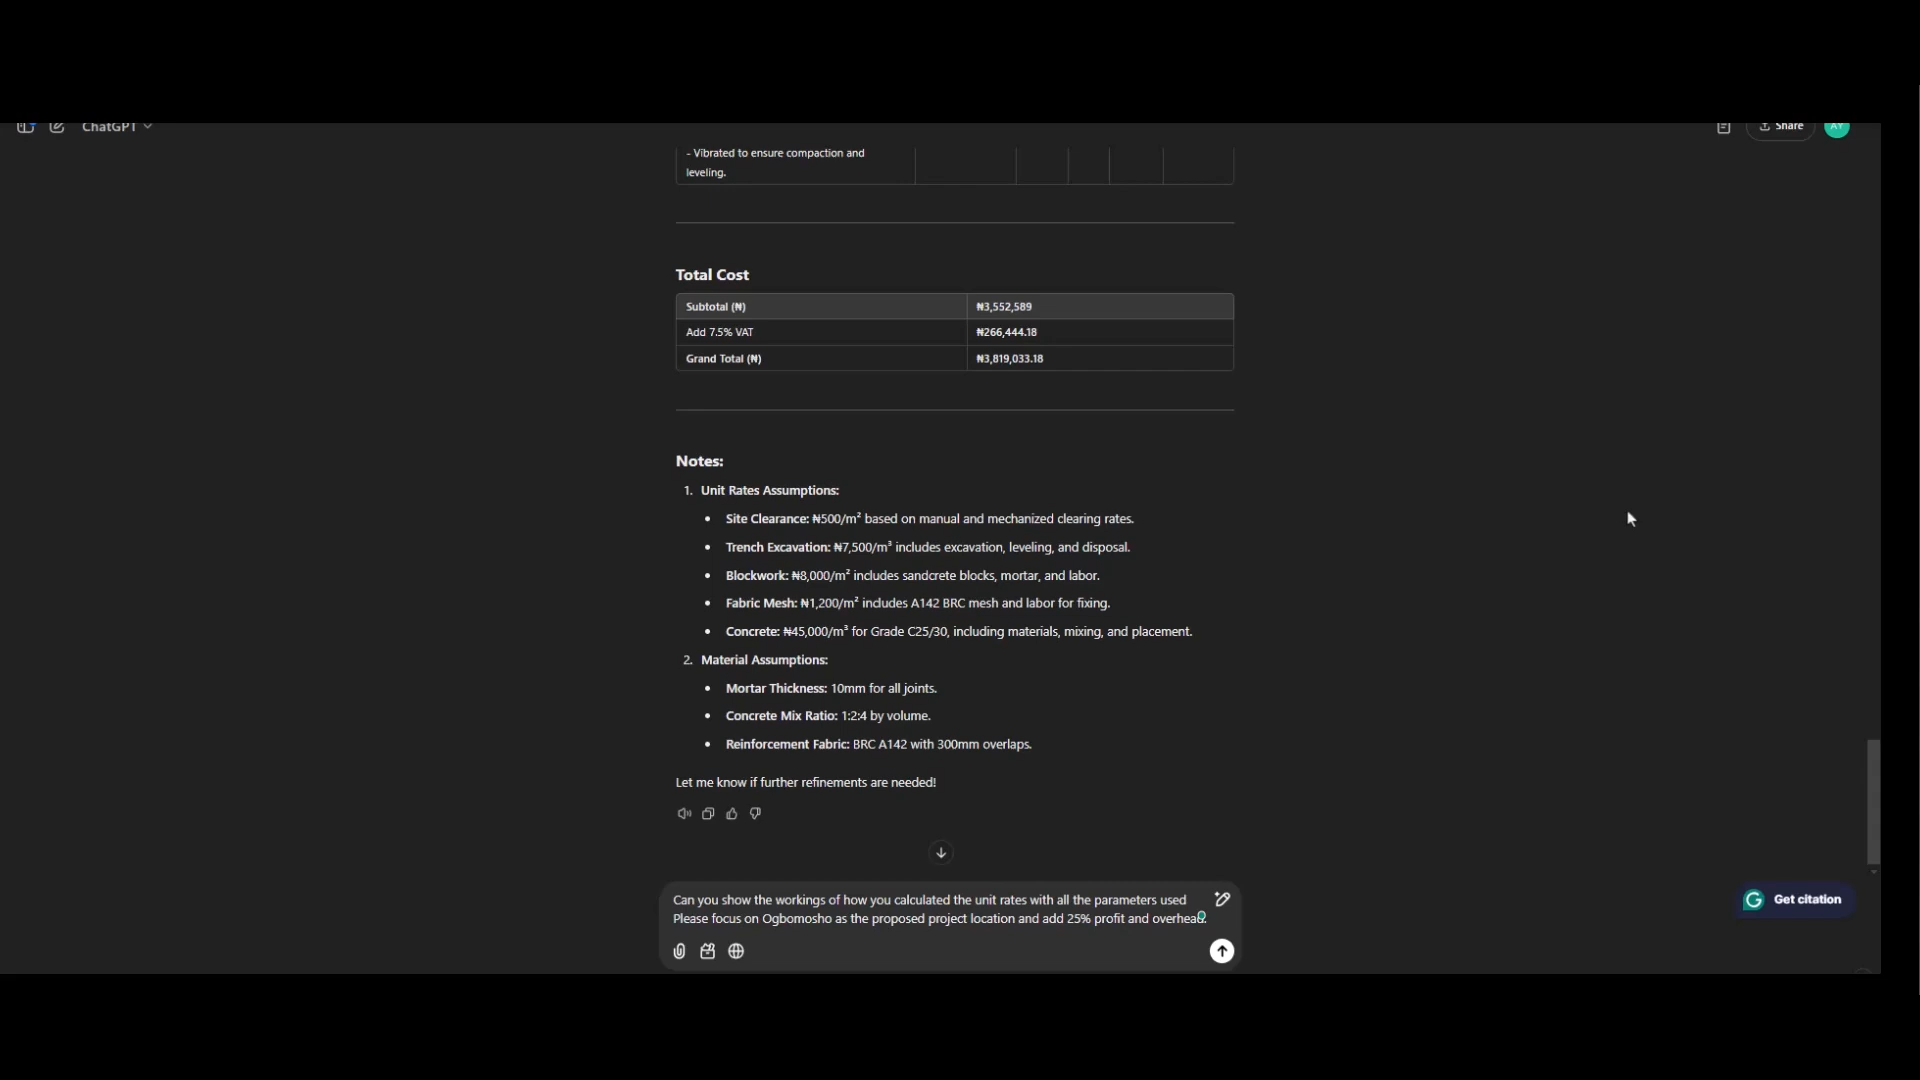 ChatGPT
Share
AY
- Vibrated to ensure compaction and
leveling.
Total Cost
Subtotal (₦) ₦3,552,589
Add 7.5% VAT ₦266,444.18
Grand Total (₦) ₦3,819,033.18
Notes:
1. Unit Rates Assumptions:
• Site Clearance: ₦500/m² based on manual and mechanized clearing rates.
• Trench Excavation: ₦7,500/m³ includes excavation, leveling, and disposal.
• Blockwork: ₦8,000/m² includes sandcrete blocks, mortar, and labor.
• Fabric Mesh: ₦1,200/m² includes A142 BRC mesh and labor for fixing.
• Concrete: ₦45,000/m³ for Grade C25/30, including materials, mixing, and placement.
2. Material Assumptions:
• Mortar Thickness: 10mm for all joints.
• Concrete Mix Ratio: 1:2:4 by volume.
• Reinforcement Fabric: BRC A142 with 300mm overlaps.
Let me know if further refinements are needed!
Can you show the workings of how you calculated the unit rates with all the parameters used
Please focus on Ogbomosho as the proposed project location and add 25% profit and overhead.
Get citation